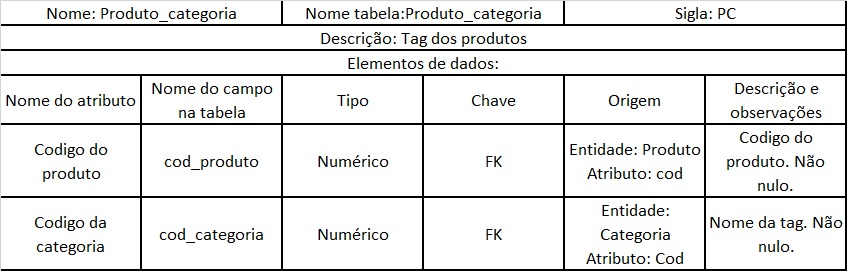 Nome: Produto_categoria
Nome tabela:Produto_categoria
Sigla: PC
Descrição: Tag dos produtos
Elementos de dados:
Nome do atributo
Nome do campo
na tabela
Tipo
Chave
Origem
Descrição e
observações
Codigo do
produto
cod_produto
Numérico
FK
Entidade: Produto
Atributo: cod
Codigo do
produto. Não
nulo.
Codigo da
categoria
cod_categoria
Numérico
FK
Entidade:
Categoria
Atributo: Cod
Nome da tag. Não
nulo.